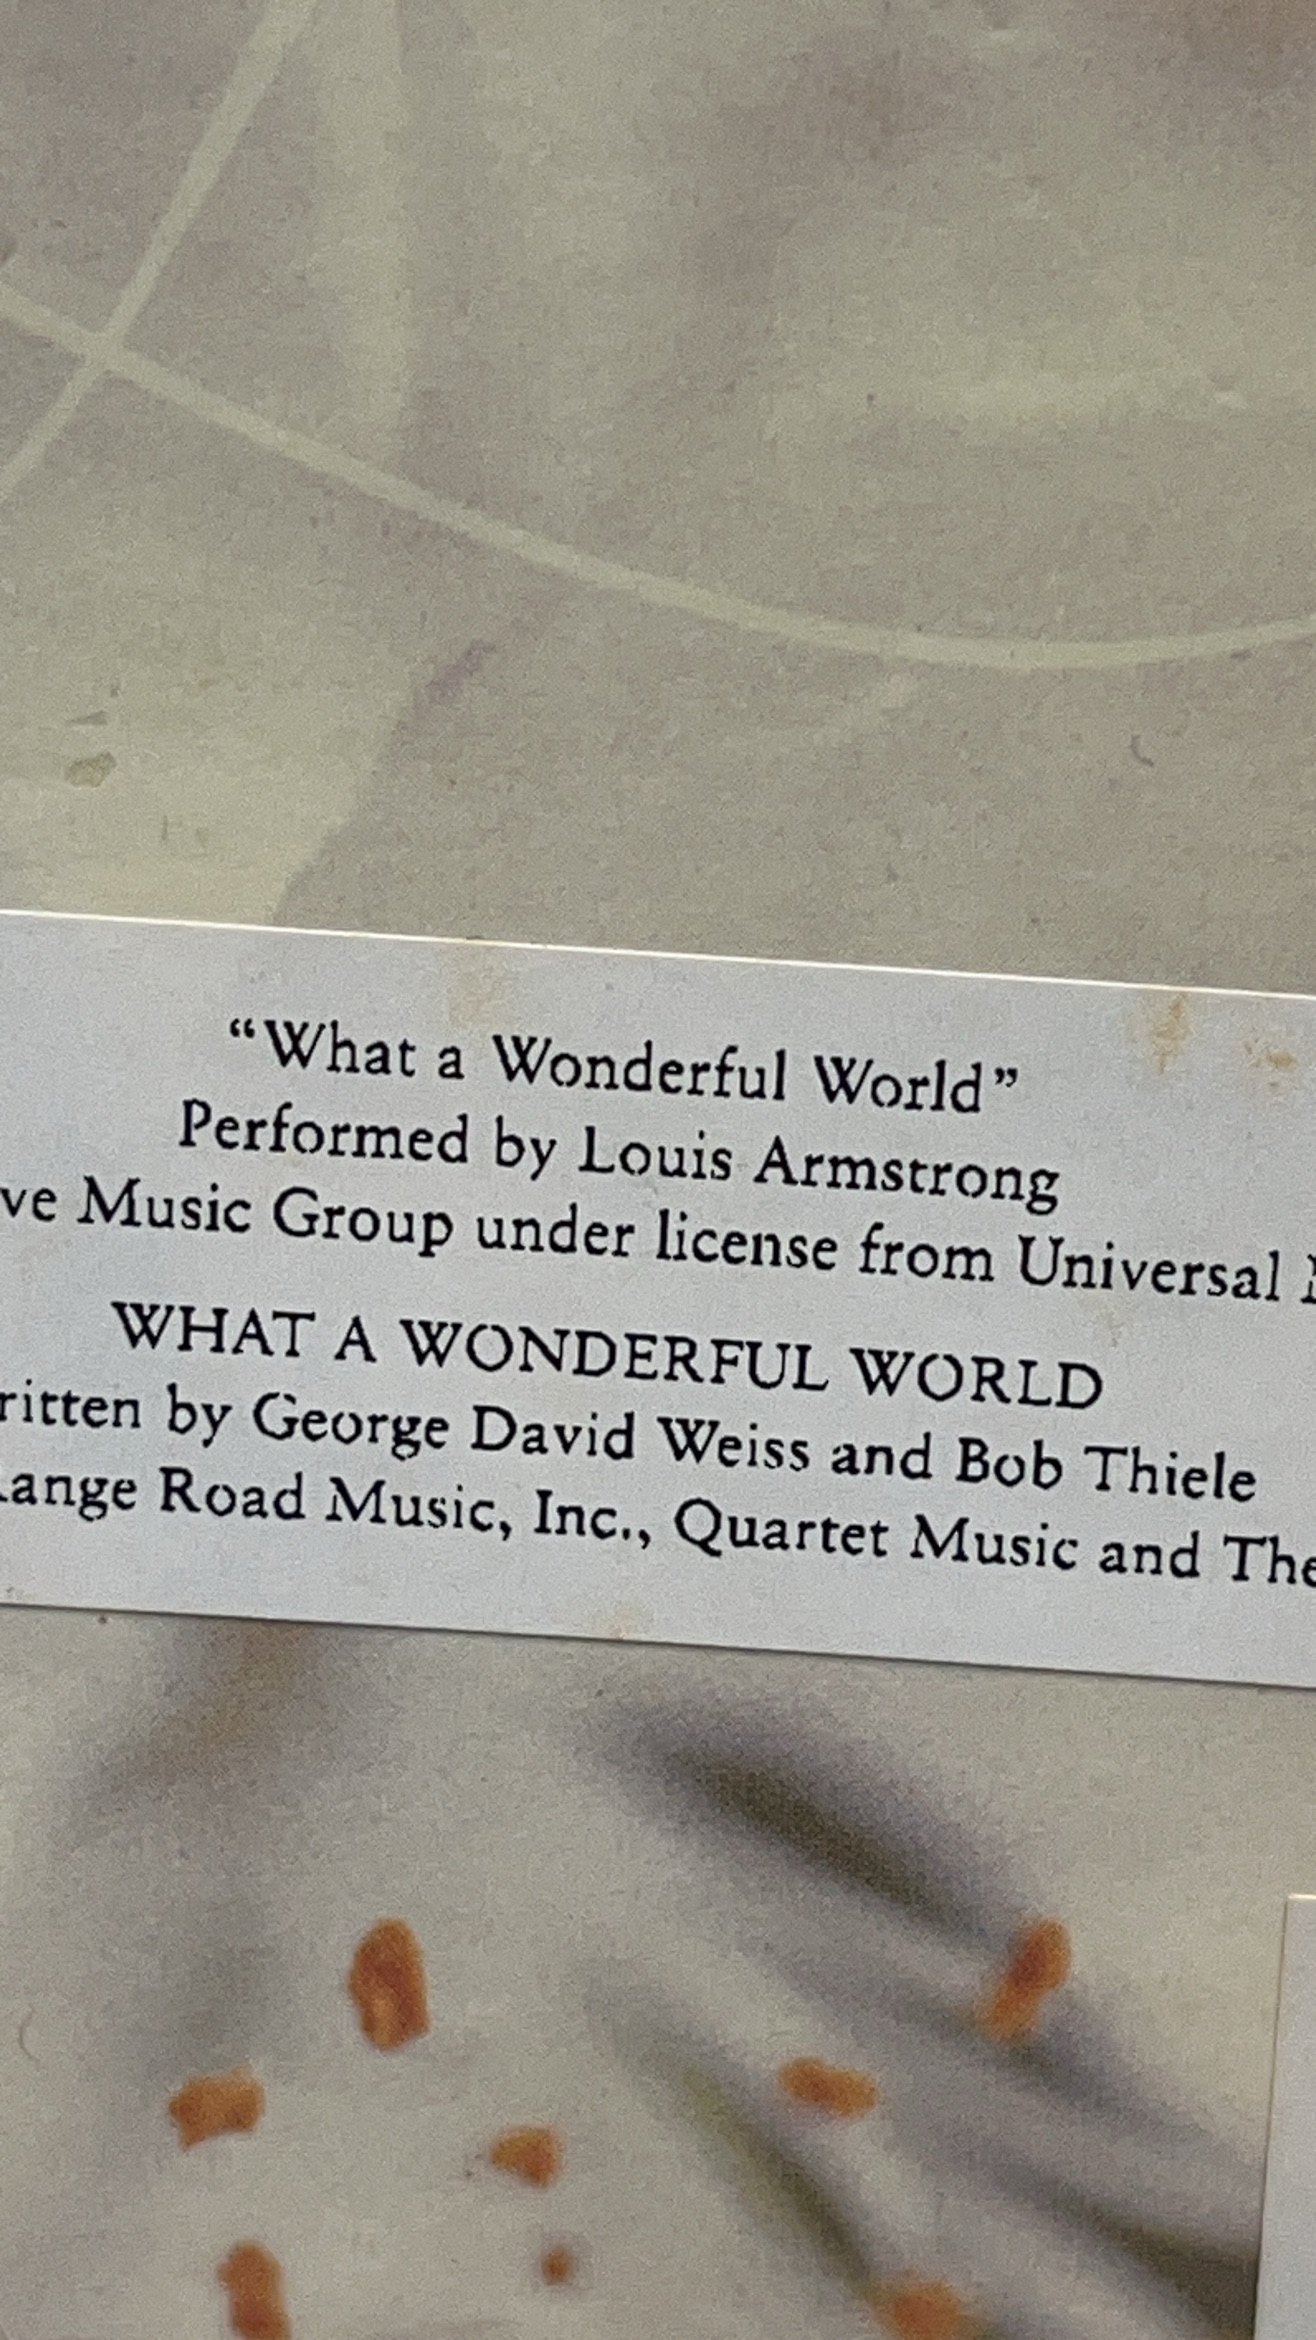 “What a Wonderful World”
Performed by Louis Armstrong
ve Music Group under license from Universal
WHAT A WONDERFUL WORLD
ritten by George David Weiss and Bob Thiele
ange Road Music, Inc., Quartet Music and The